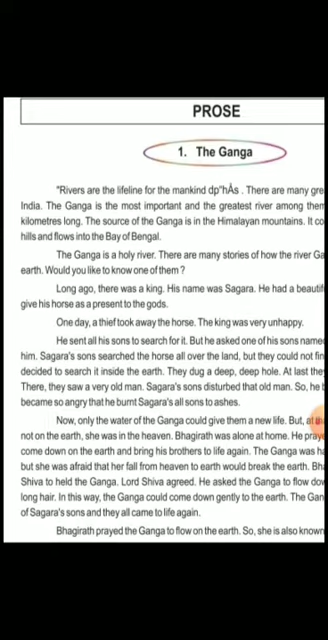 PROSE
1. The Ganga
"Rivers are the lifeline for the mankind dp"hÅs . There are many
India. The Ganga is the most important and the greatest river among
kilometres long. The source of the Ganga is in the Himalayan mountains. It
hills and flows into the Bay of Bengal.
The Ganga is a holy river. There are many stories of how the river
earth. Would you like to know one of them ?
Long ago, there was a king. His name was Sagara. He had a
give his horse as a present to the gods.
One day, a thief took away the horse. The king was very unhappy.
He sent all his sons to search for it. But he asked one of his sons
him. Sagara's sons searched the horse all over the land, but they could not
decided to search it inside the earth. They dug a deep, deep hole. At last
There, they saw a very old man. Sagara's sons disturbed that old man. So, he
became so angry that he burnt Sagara's all sons to ashes.
Now, only the water of the Ganga could give them a new life. But, at
not on the earth, she was in the heaven. Bhagirath was alone at home. He
come down on the earth and bring his brothers to life again. The Ganga was
but she was afraid that her fall from heaven to earth would break the earth.
Shiva to held the Ganga. Lord Shiva agreed. He asked the Ganga to flow
long hair. In this way, the Ganga could come down gently to the earth. The
of Sagara's sons and they all came to life again.
Bhagirath prayed the Ganga to flow on the earth. So, she is also known